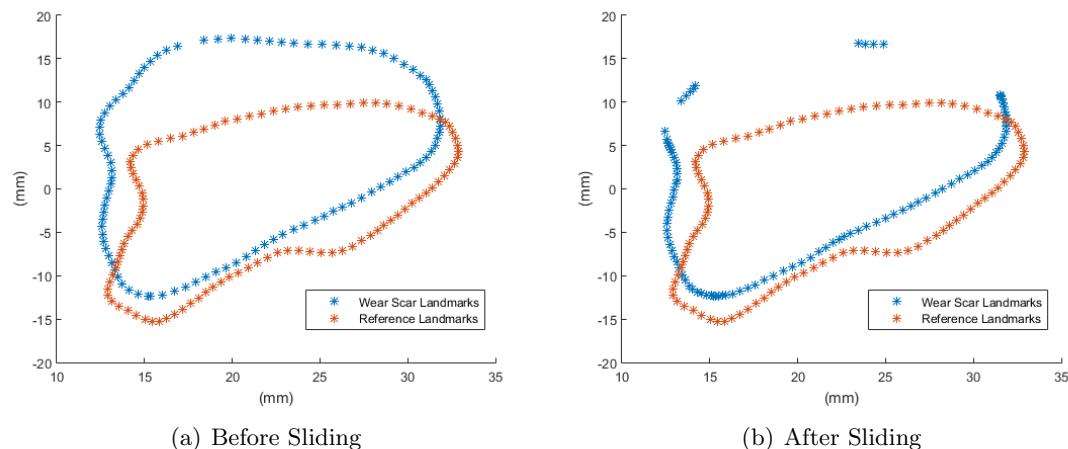 20
15
10
5
0
-5
-10
-15
-20
(mm)
10 15 20 25 30 35
(mm)
Wear Scar Landmarks
Reference Landmarks
(a) Before Sliding
20
15
10
5
0
-5
-10
-15
-20
(mm)
10 15 20 25 30 35
(mm)
Wear Scar Landmarks
Reference Landmarks
(b) After Sliding